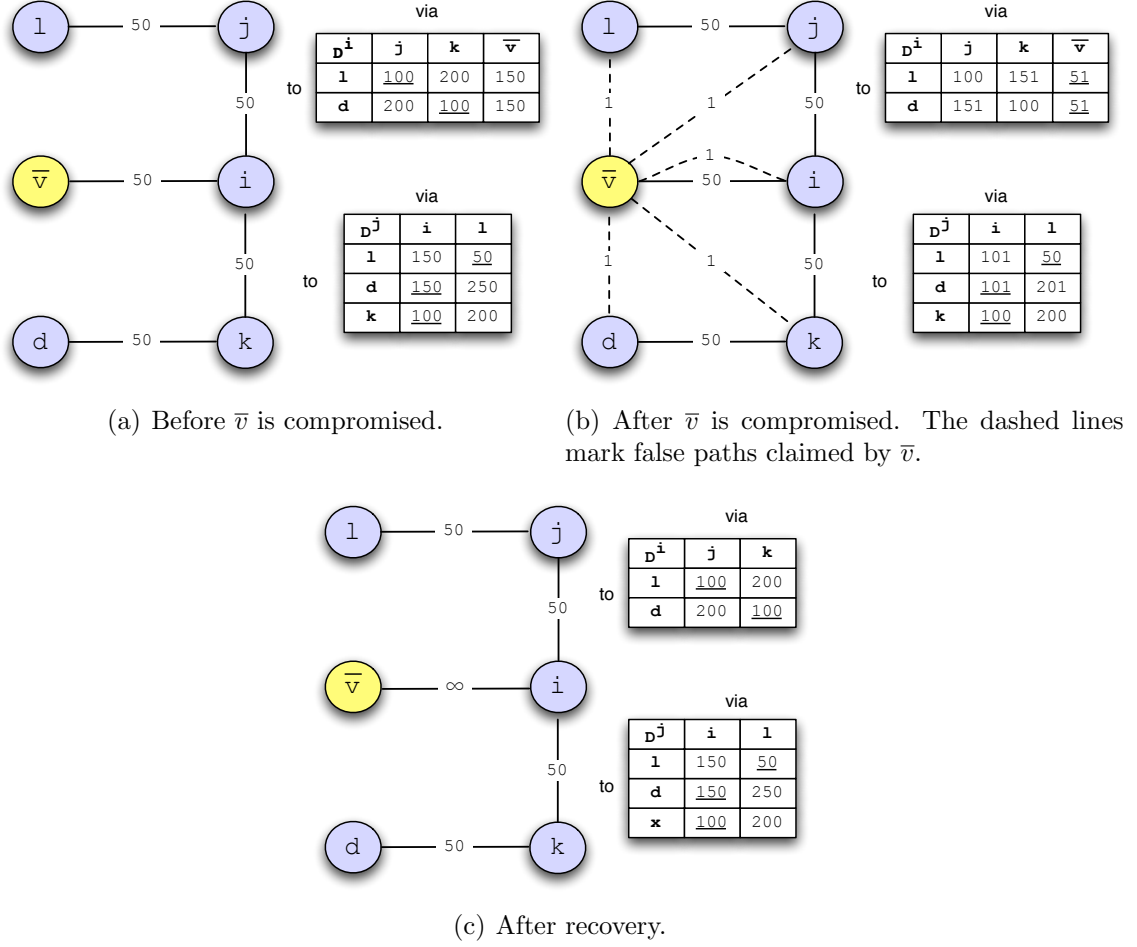 l 50 j
50
v̅ 50 i
50
d 50 k
via
to
D^i j k v̅
l 100 200 150
d 200 100 150
via
to
D^j i l
l 150 50
d 150 250
k 100 200
(a) Before v̅ is compromised.
l 50 j
1 1 50
1
v̅ 50 i
1 1 50
d 50 k
via
to
D^i j k v̅
l 100 151 51
d 151 100 51
via
to
D^j i l
l 101 50
d 101 201
k 100 200
(b) After v̅ is compromised. The dashed lines
mark false paths claimed by v̅.
l 50 j
50
v̅ ∞ i
50
d 50 k
via
to
D^i j k
l 100 200
d 200 100
via
to
D^j i l
l 150 50
d 150 250
x 100 200
(c) After recovery.